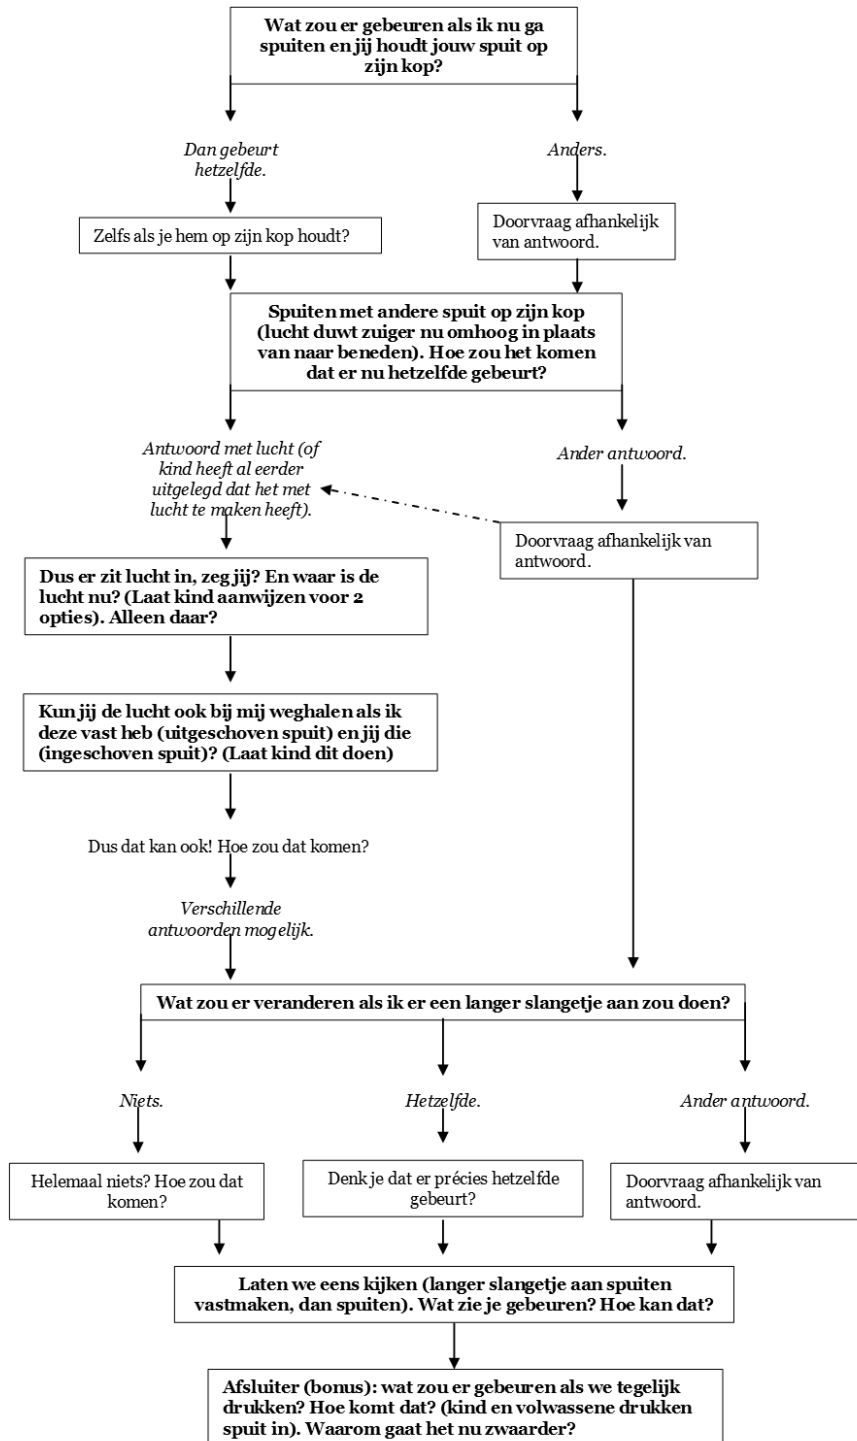 Wat zou er gebeuren als ik nu ga
spuiten en jij houdt jouw spuit op
zijn kop?
Dan gebeurt
hetzelfde.
Anders.
Zelfs als je hem op zijn kop houdt?
Doorvraag afhankelijk
van antwoord.
Spuiten met andere spuit op zijn kop
(lucht duwt zuiger nu omhoog in plaats
van naar beneden). Hoe zou het komen
dat er nu hetzelfde gebeurt?
Antwoord met lucht (of
kind heeft al eerder
uitgelegd dat het met
lucht te maken heeft).
Ander antwoord.
Doorvraag afhankelijk van
antwoord.
Dus er zit lucht in, zeg jij? En waar is de
lucht nu? (Laat kind aanwijzen voor 2
opties). Alleen daar?
Kun jij de lucht ook bij mij weghalen als ik
deze vast heb (uitgeschoven spuit) en jij die
(ingeschoven spuit)? (Laat kind dit doen)
Dus dat kan ook! Hoe zou dat komen?
Verschillende
antwoorden mogelijk.
Wat zou er veranderen als ik er een langer slangetje aan zou doen?
Niets.
Hetzelfde.
Ander antwoord.
Helemaal niets? Hoe zou dat
komen?
Denk je dat er précies hetzelfde
gebeurt?
Doorvraag afhankelijk van
antwoord.
Laten we eens kijken (langer slangetje aan spuiten
vastmaken, dan spuiten). Wat zie je gebeuren? Hoe kan dat?
Afsluiter (bonus): wat zou er gebeuren als we tegelijk
drukken? Hoe komt dat? (kind en volwassene drukken
spuit in). Waarom gaat het nu zwaarder?